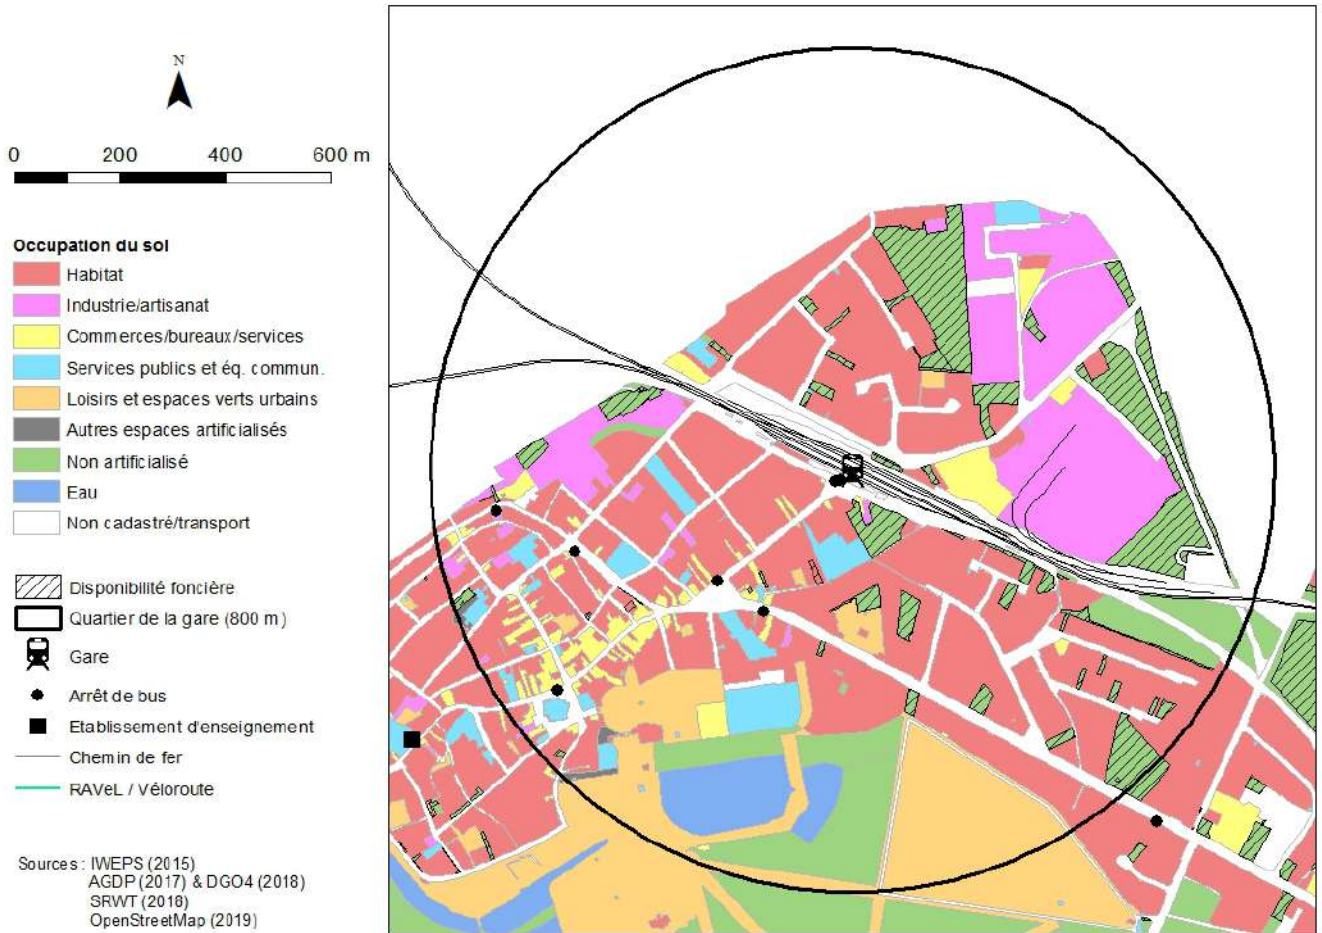 N
0 200 400 600 m
Occupation du sol
Habitat
Industrie/artisanat
Commerces/bureaux/services
Services publics et éq. commun.
Loisirs et espaces verts urbains
Autres espaces artificialisés
Non artificialisé
Eau
Non cadastré/transport
Disponibilité foncière
Quartier de la gare (800 m)
Gare
Arrêt de bus
Etablissement d'enseignement
Chemin de fer
RAVeL / Véloroute
Sources : IWEPS (2015)
AGDP (2017) & DGO4 (2018)
SRWT (2018)
OpenStreetMap (2019)